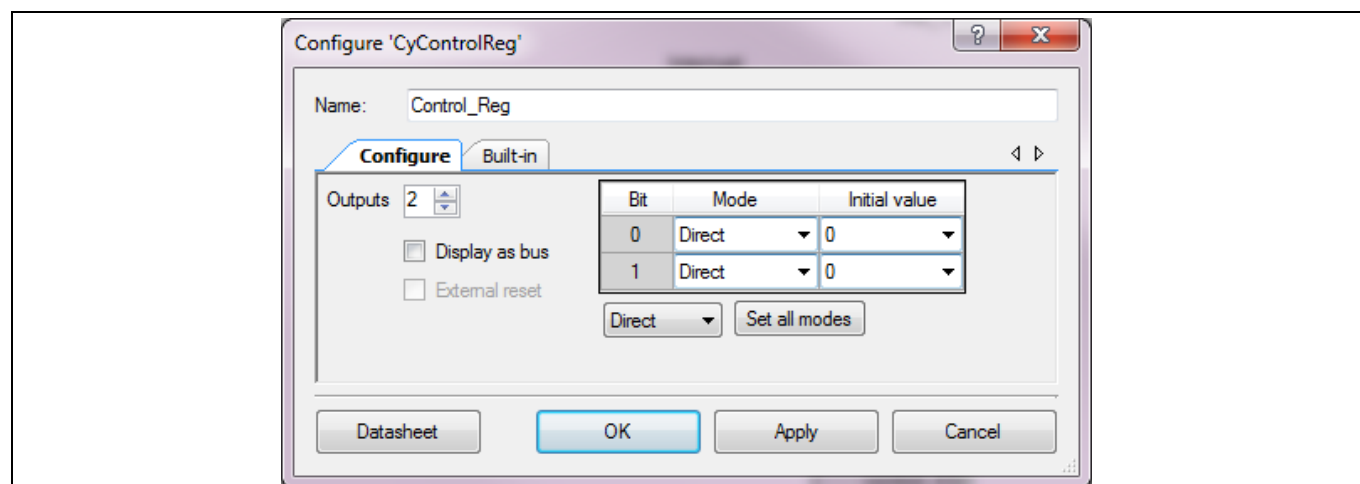 Configure 'CyControlReg'
Name: Control_Reg
Configure Built-in
Outputs 2
Bit Mode Initial value
0 Direct 0
Display as bus
1 Direct 0
External reset
Direct Set all modes
Datasheet OK Apply Cancel